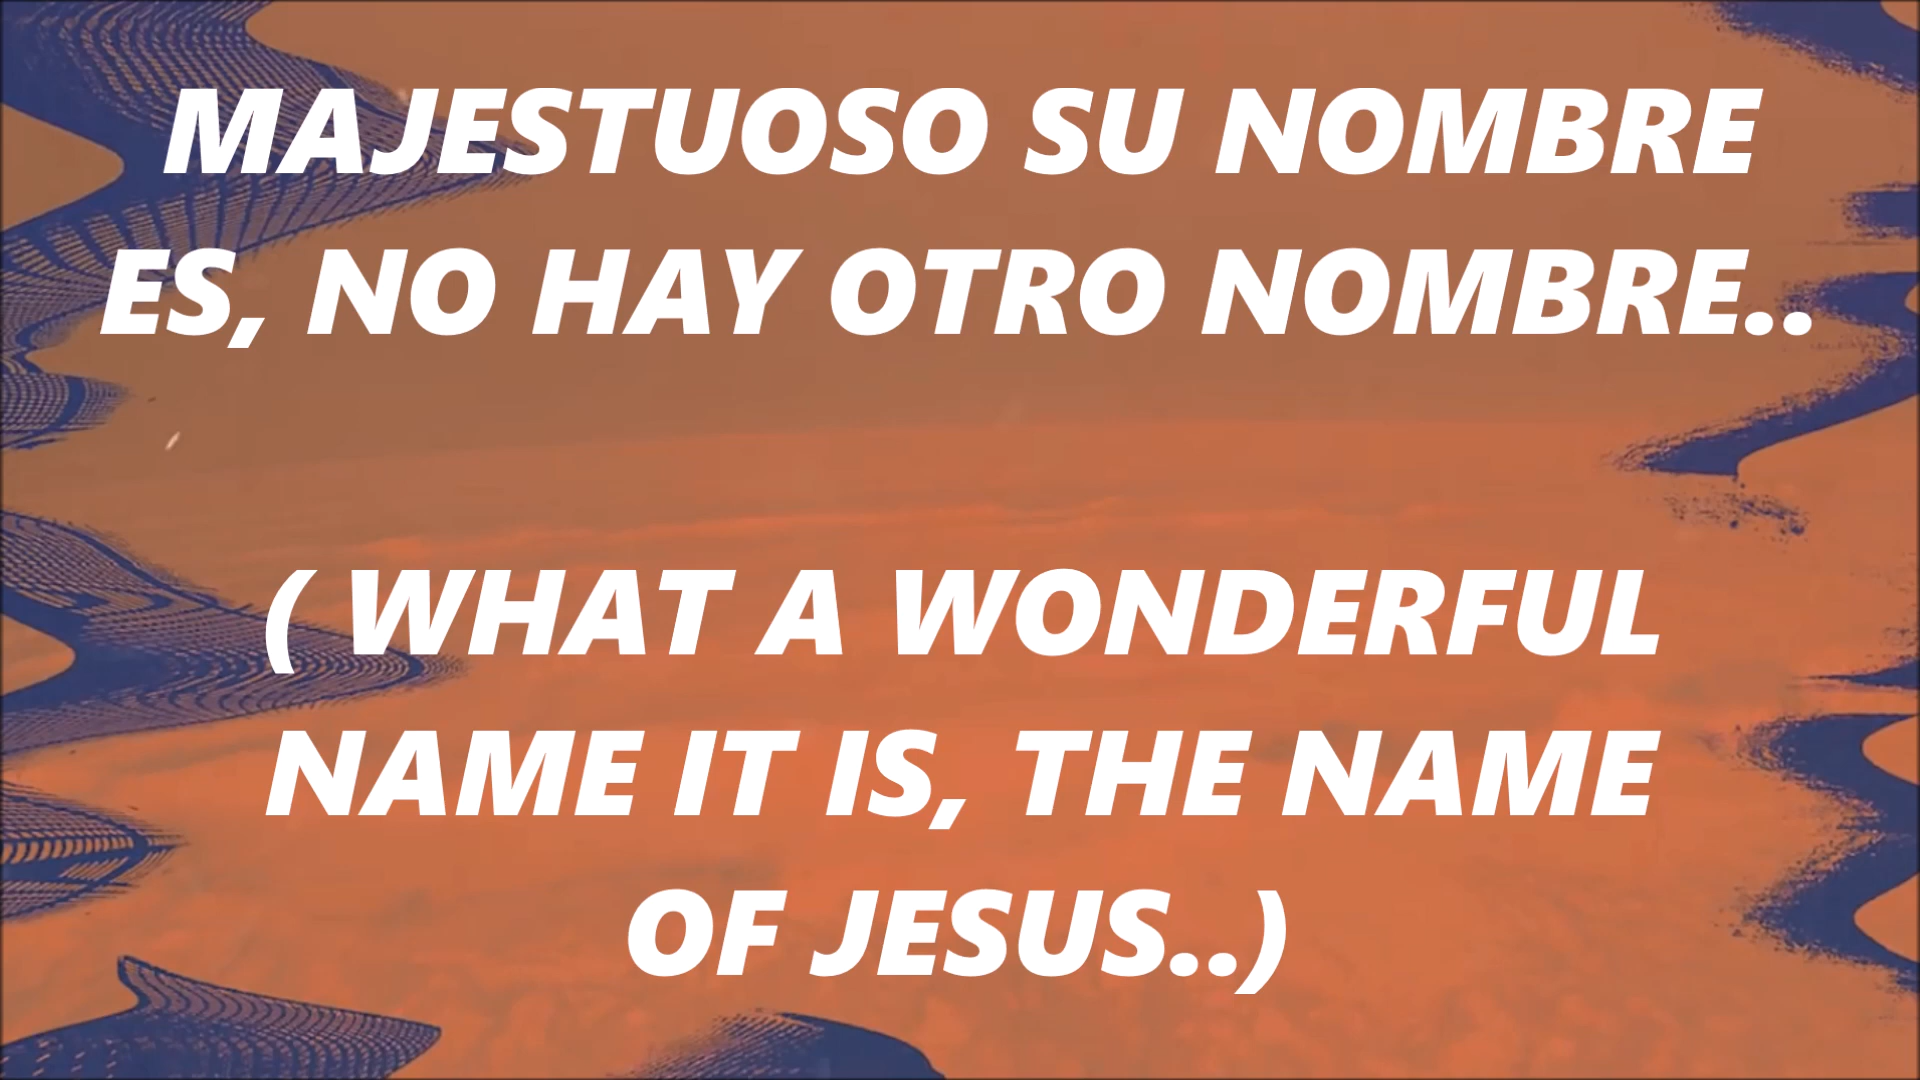 MAJESTUOSO SU NOMBRE
ES, NO HAY OTRO NOMBRE..
( WHAT A WONDERFUL
NAME IT IS, THE NAME
OF JESUS..)